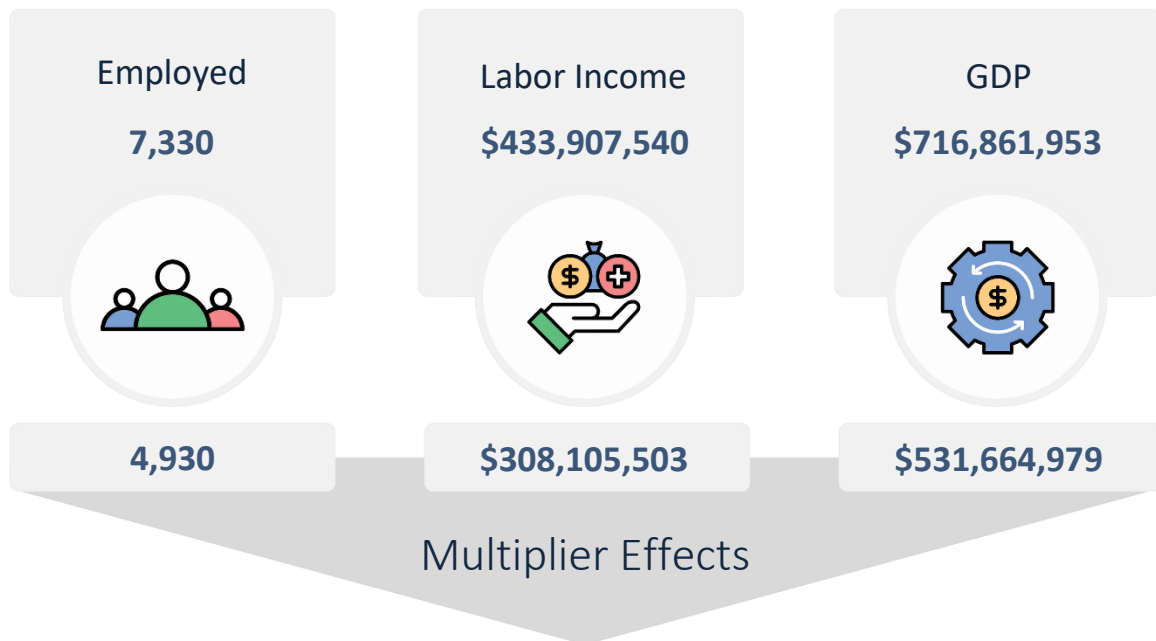 Employed
7,330
Labor Income
$433,907,540
GDP
$716,861,953
$
$
4,930
$308,105,503
$531,664,979
Multiplier Effects